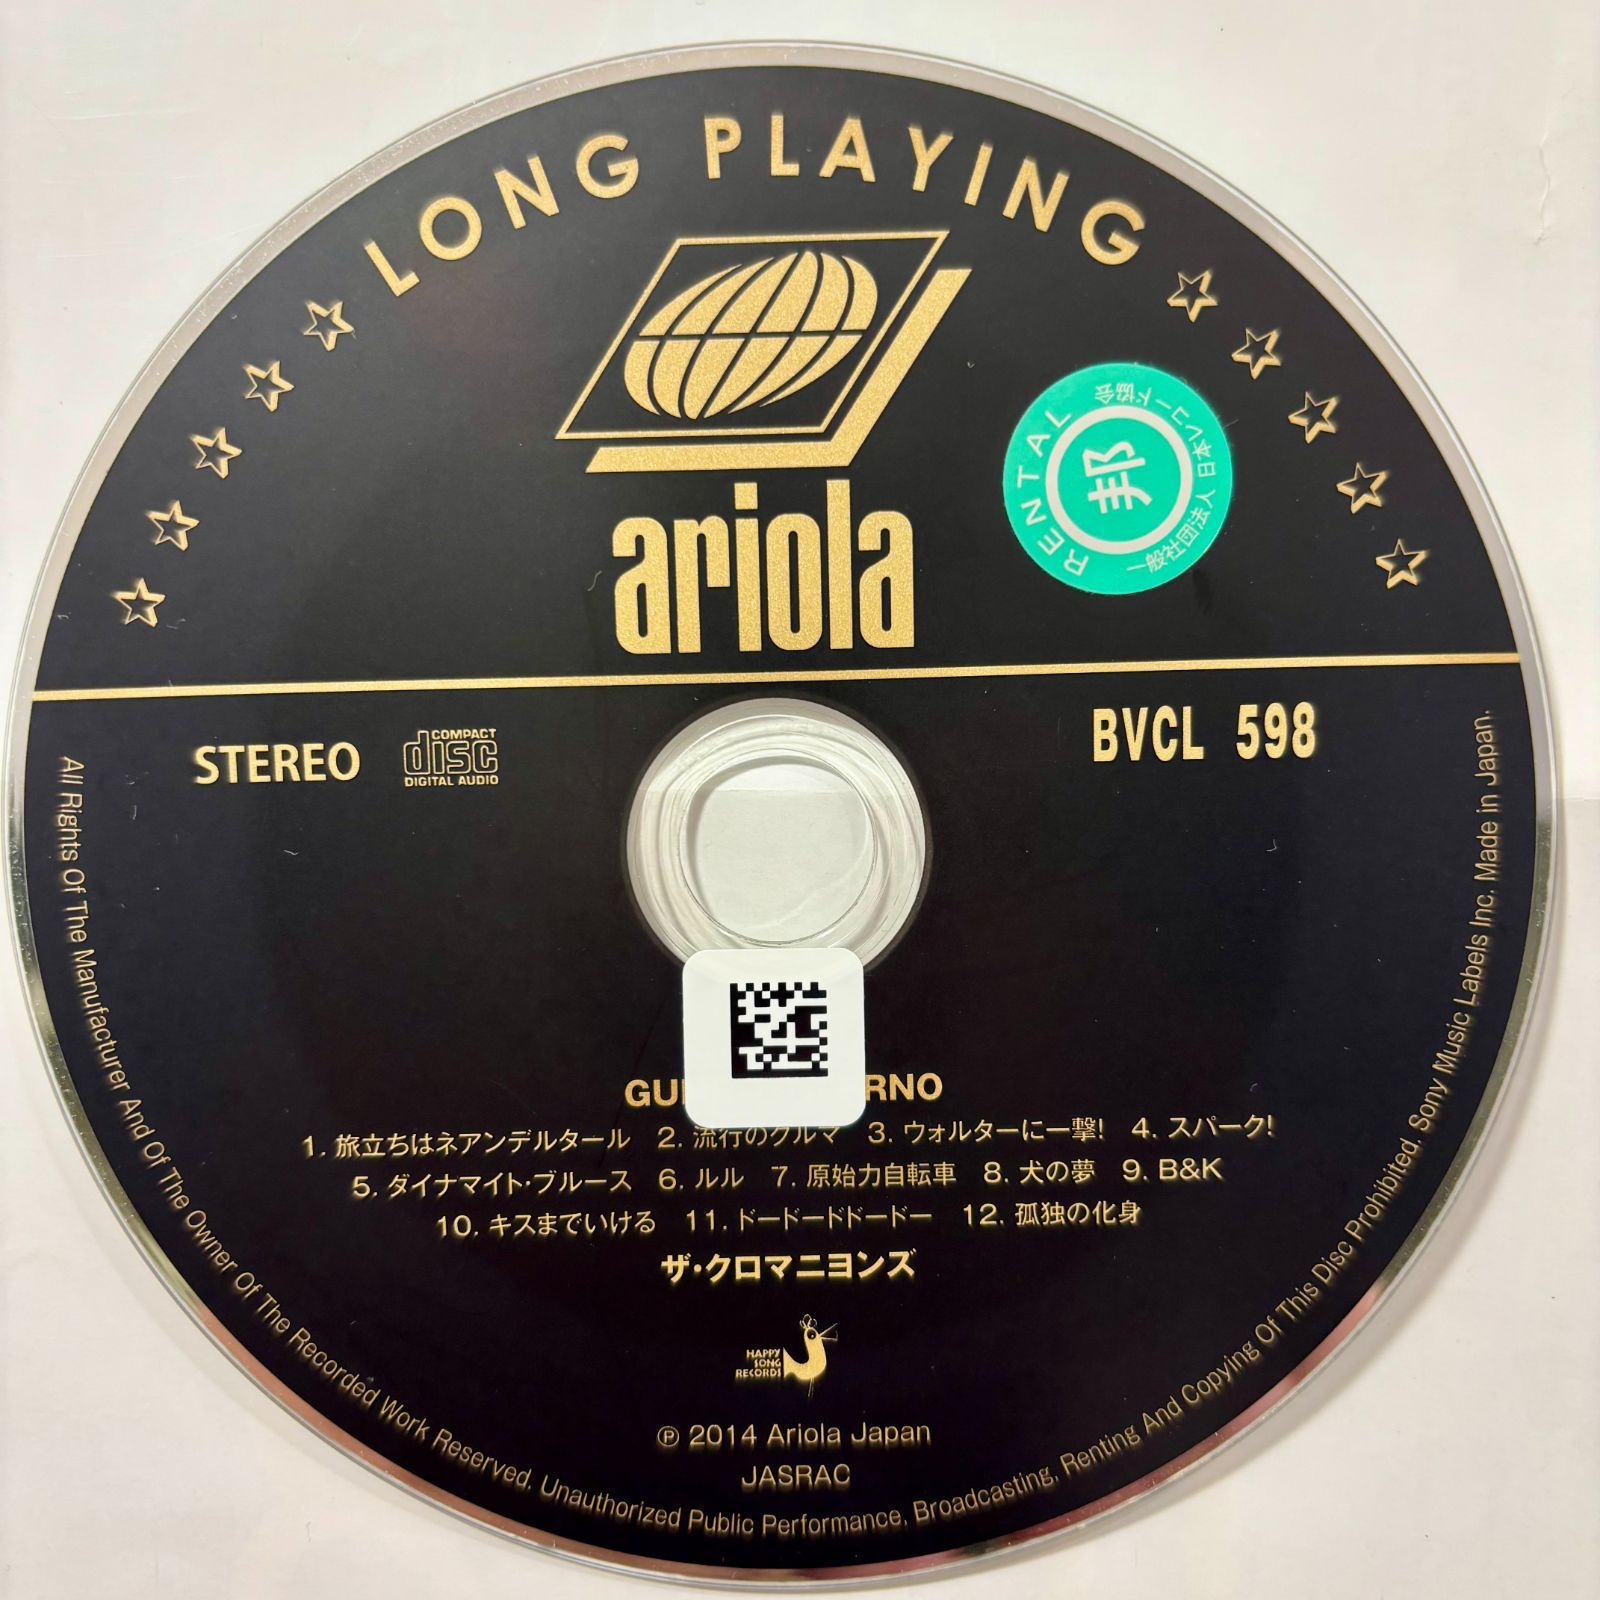 LONG PLAYING
ariola
RENTAL
邦
一般社団法人 日本レコード協会
STEREO
COMPACT
disc
DIGITAL AUDIO
BVCL 598
1. 旅立ちはネアンデルタール 2. 流行のクルマ 3. ウォルターに一撃! 4. スパーク!
5. ダイナマイト・ブルース 6. ルル 7. 原始力自転車 8. 犬の夢 9. B&K
10. キスまでいける 11. ドードードドードー 12. 孤独の化身
ザ・クロマニヨンズ
HAPPY
SONG
RECORDS
℗ 2014 Ariola Japan
JASRAC
All Rights Of The Manufacturer And Of The Owner Of The Recorded Work Reserved. Unauthorized Public Performance, Broadcasting, Renting And Copying Of This Disc Prohibited. Sony Music Labels Inc. Made in Japan.